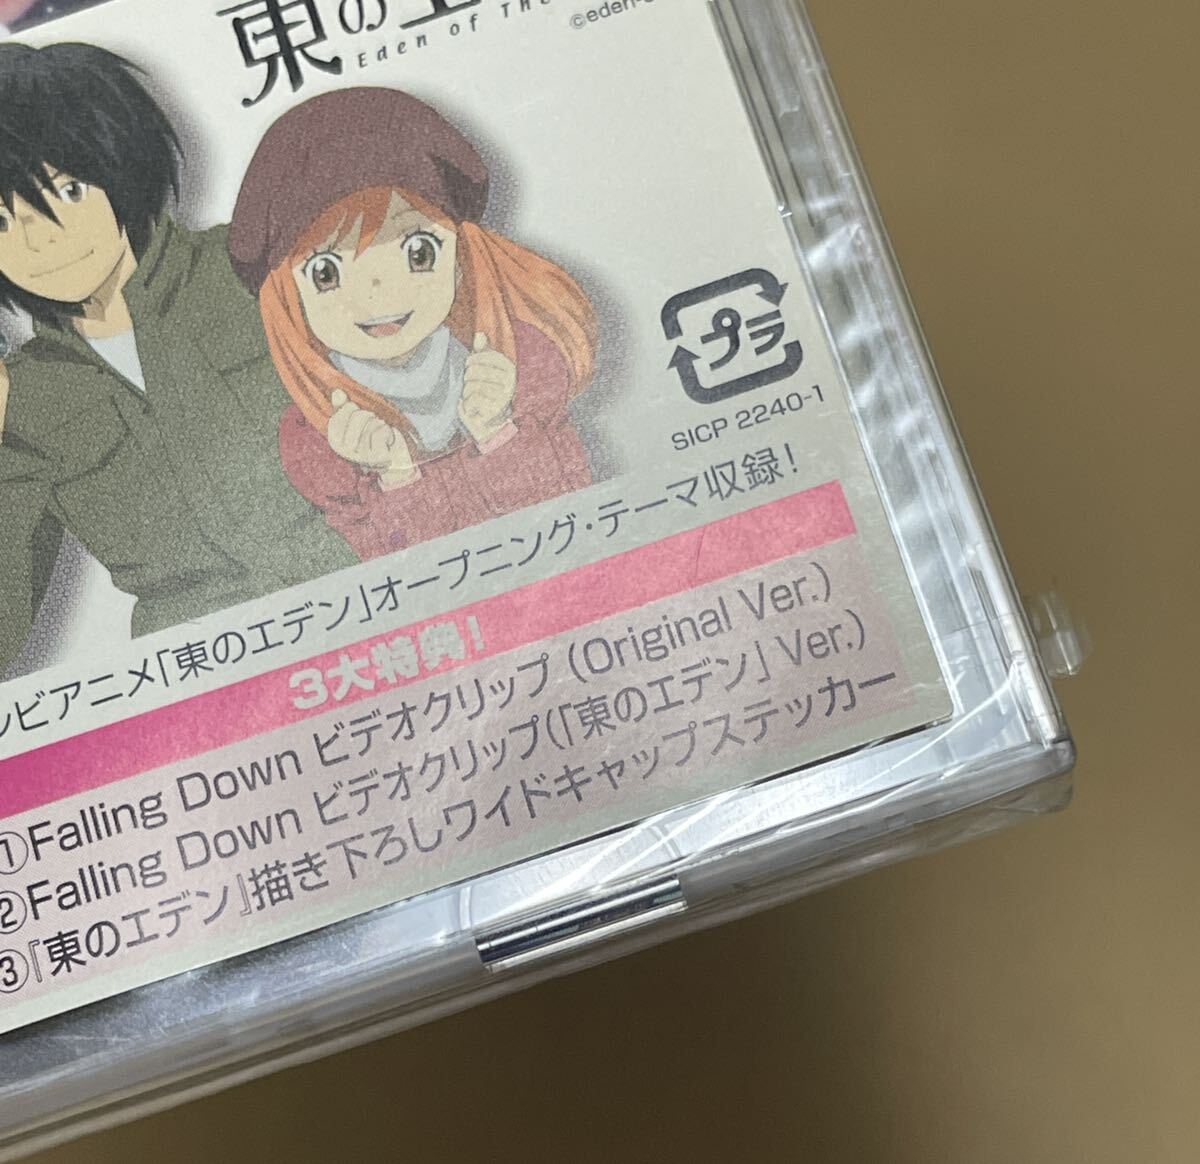 東の
Eden of THE
©eden-
プラ
SICP 2240-1
レビアニメ「東のエデン」オープニング・テーマ収録！
3大特典！
①Falling Down ビデオクリップ（Original Ver.）
②Falling Down ビデオクリップ（「東のエデン」Ver.）
③『東のエデン』描き下ろしワイドキャップステッカー